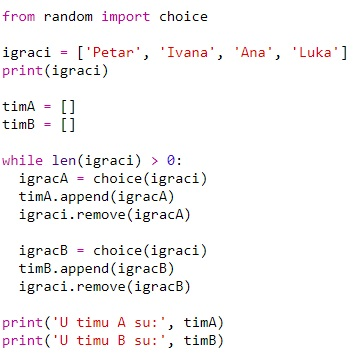 from random import choice

igraci = ['Petar', 'Ivana', 'Ana', 'Luka']
print(igraci)

timA = []
timB = []

while len(igraci) > 0:
  igracA = choice(igraci)
  timA.append(igracA)
  igraci.remove(igracA)

  igracB = choice(igraci)
  timB.append(igracB)
  igraci.remove(igracB)

print('U timu A su:', timA)
print('U timu B su:', timB)